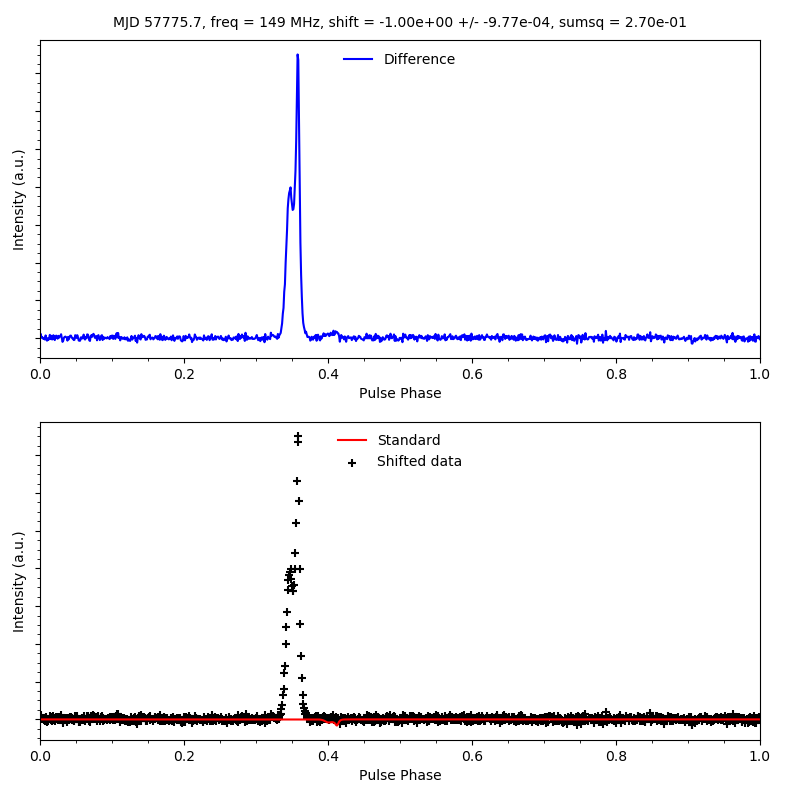 MJD 57775.7, freq = 149 MHz, shift = -1.00e+00 +/- -9.77e-04, sumsq = 2.70e-01
Difference
Intensity (a.u.)
0.0 0.2 0.4 0.6 0.8 1.0
Pulse Phase
Standard
Shifted data
Intensity (a.u.)
0.0 0.2 0.4 0.6 0.8 1.0
Pulse Phase